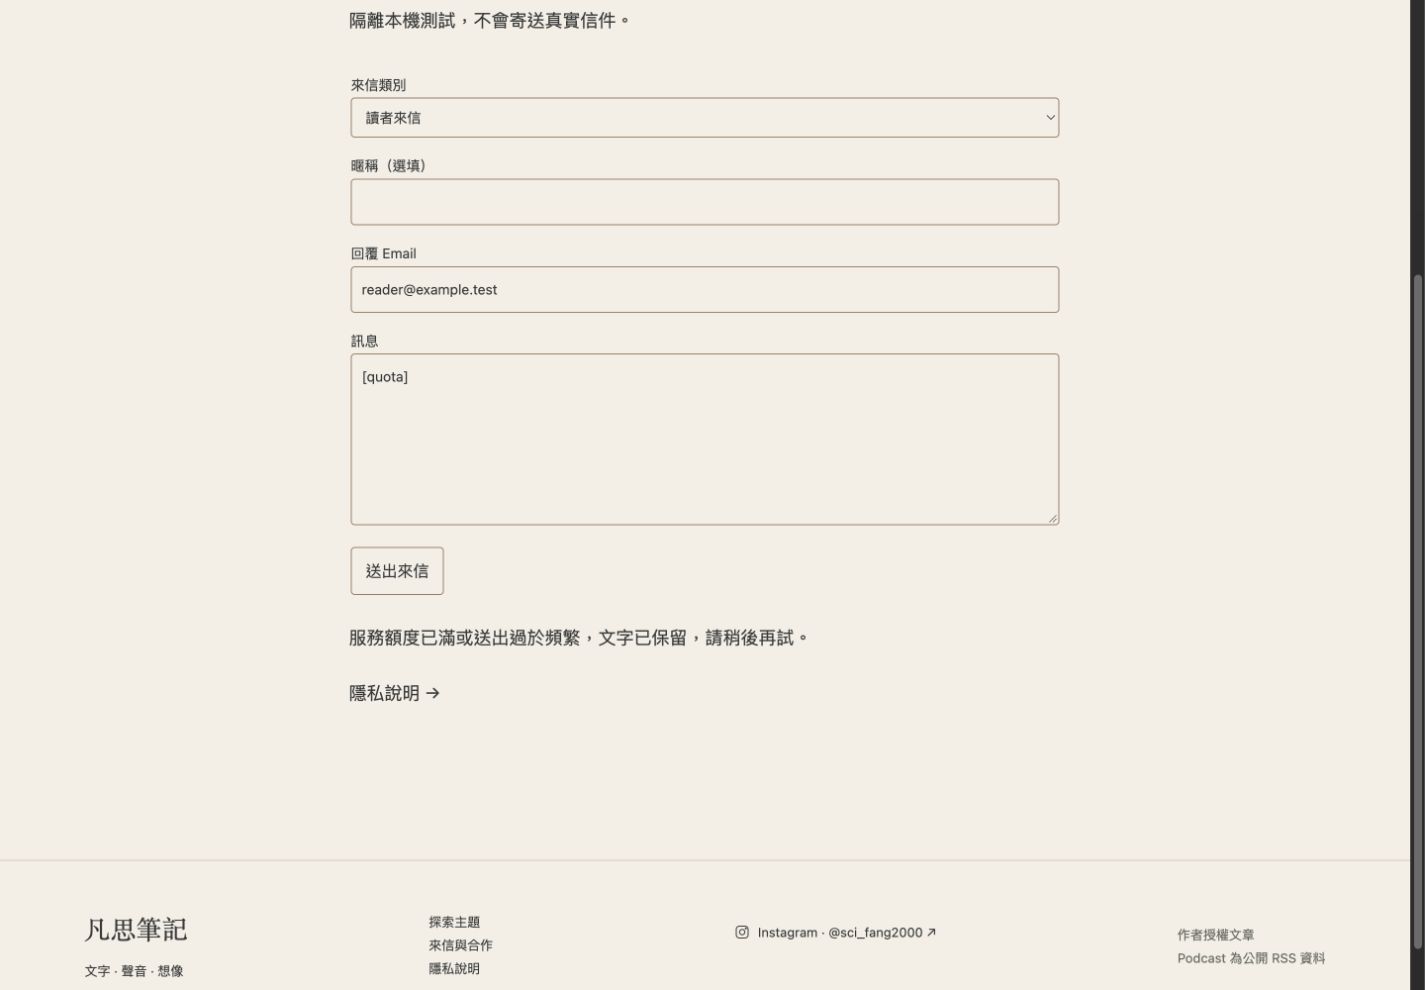 隔離本機測試，不會寄送真實信件。
來信類別
讀者來信
暱稱（選填）
回覆 Email
reader@example.test
訊息
[quota]
送出來信
服務額度已滿或送出過於頻繁，文字已保留，請稍後再試。
隱私說明 →
凡思筆記
文字 · 聲音 · 想像
探索主題
來信與合作
隱私說明
Instagram · @sci_fang2000 ↗
作者授權文章
Podcast 為公開 RSS 資料